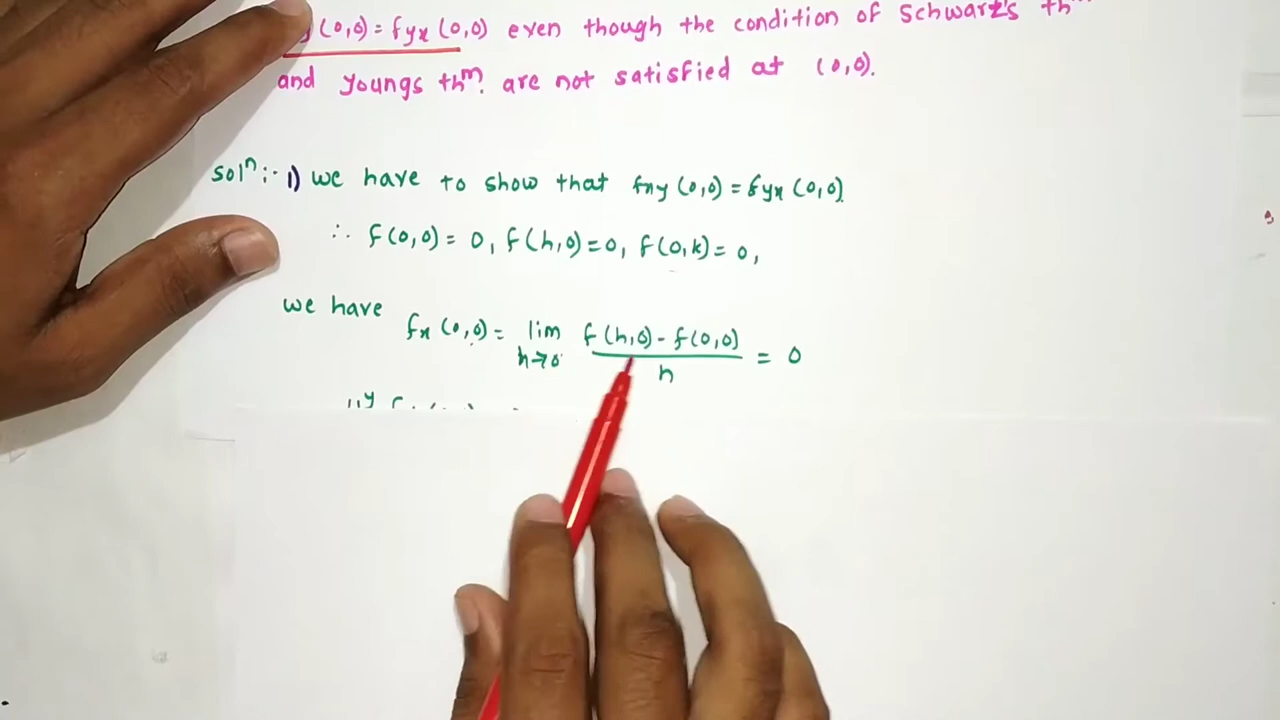 (0,0) = fyx (0,0) even though the condition of Schwartz's thm
and Youngs thm. are not satisfied at (0,0).
Soln:- 1) we have to show that fxy (0,0) = fyx (0,0)
∴ f(0,0) = 0, f(h,0) = 0, f(0,k) = 0,
we have fx (0,0) = lim h→0 f(h,0) - f(0,0) / h = 0